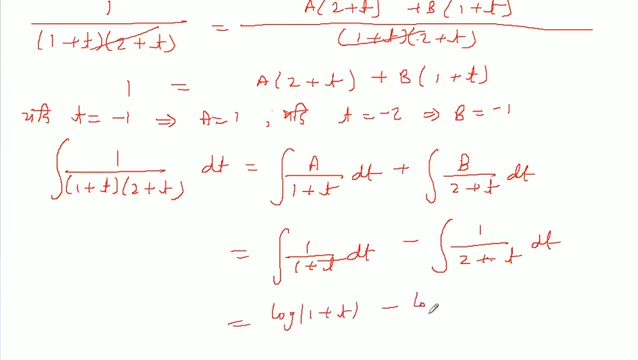 1/((1+t)(2+t)) = (A(2+t) + B(1+t))/((1+t)(2+t))
1 = A(2+t) + B(1+t)
यदि t = -1 ⇒ A = 1 ; यदि t = -2 ⇒ B = -1
∫ 1/((1+t)(2+t)) dt = ∫ A/(1+t) dt + ∫ B/(2+t) dt
= ∫ 1/(1+t) dt - ∫ 1/(2+t) dt
= log(1+t) - lo